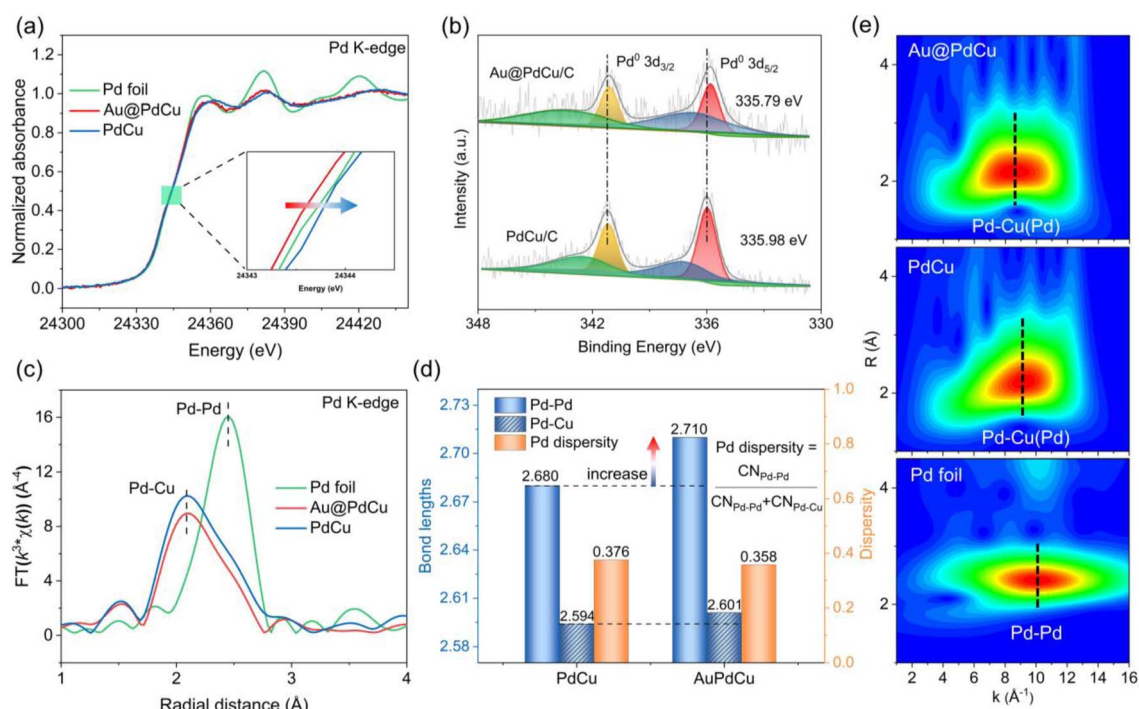 (a)
Pd K-edge
Pd foil
Au@PdCu
PdCu
Normalized absorbance
1.2
1.0
0.8
0.6
0.4
0.2
0.0
24343
24344
Energy (eV)
24300
24330
24360
24390
24420
Energy (eV)
(b)
Pd⁰ 3d3/2
Pd⁰ 3d5/2
Au@PdCu/C
335.79 eV
PdCu/C
335.98 eV
Intensity (a.u.)
348
342
336
330
Binding Energy (eV)
(c)
Pd K-edge
Pd-Pd
Pd-Cu
Pd foil
Au@PdCu
PdCu
FT(k³*χ(k)) (Å⁻⁴)
16
12
8
4
0
1
2
3
4
Radial distance (Å)
(d)
Pd-Pd
Pd-Cu
Pd dispersity
increase
Pd dispersity =
CNPd-Pd
CNPd-Pd+CNPd-Cu
2.680
2.594
0.376
2.710
2.601
0.358
Bond lengths
2.73
2.70
2.67
2.64
2.61
2.58
Dispersity
1.0
0.8
0.6
0.4
0.2
0.0
PdCu
AuPdCu
(e)
Au@PdCu
Pd-Cu(Pd)
4
2
PdCu
Pd-Cu(Pd)
4
2
R (Å)
Pd foil
Pd-Pd
4
2
2
4
6
8
10
12
14
16
k (Å⁻¹)